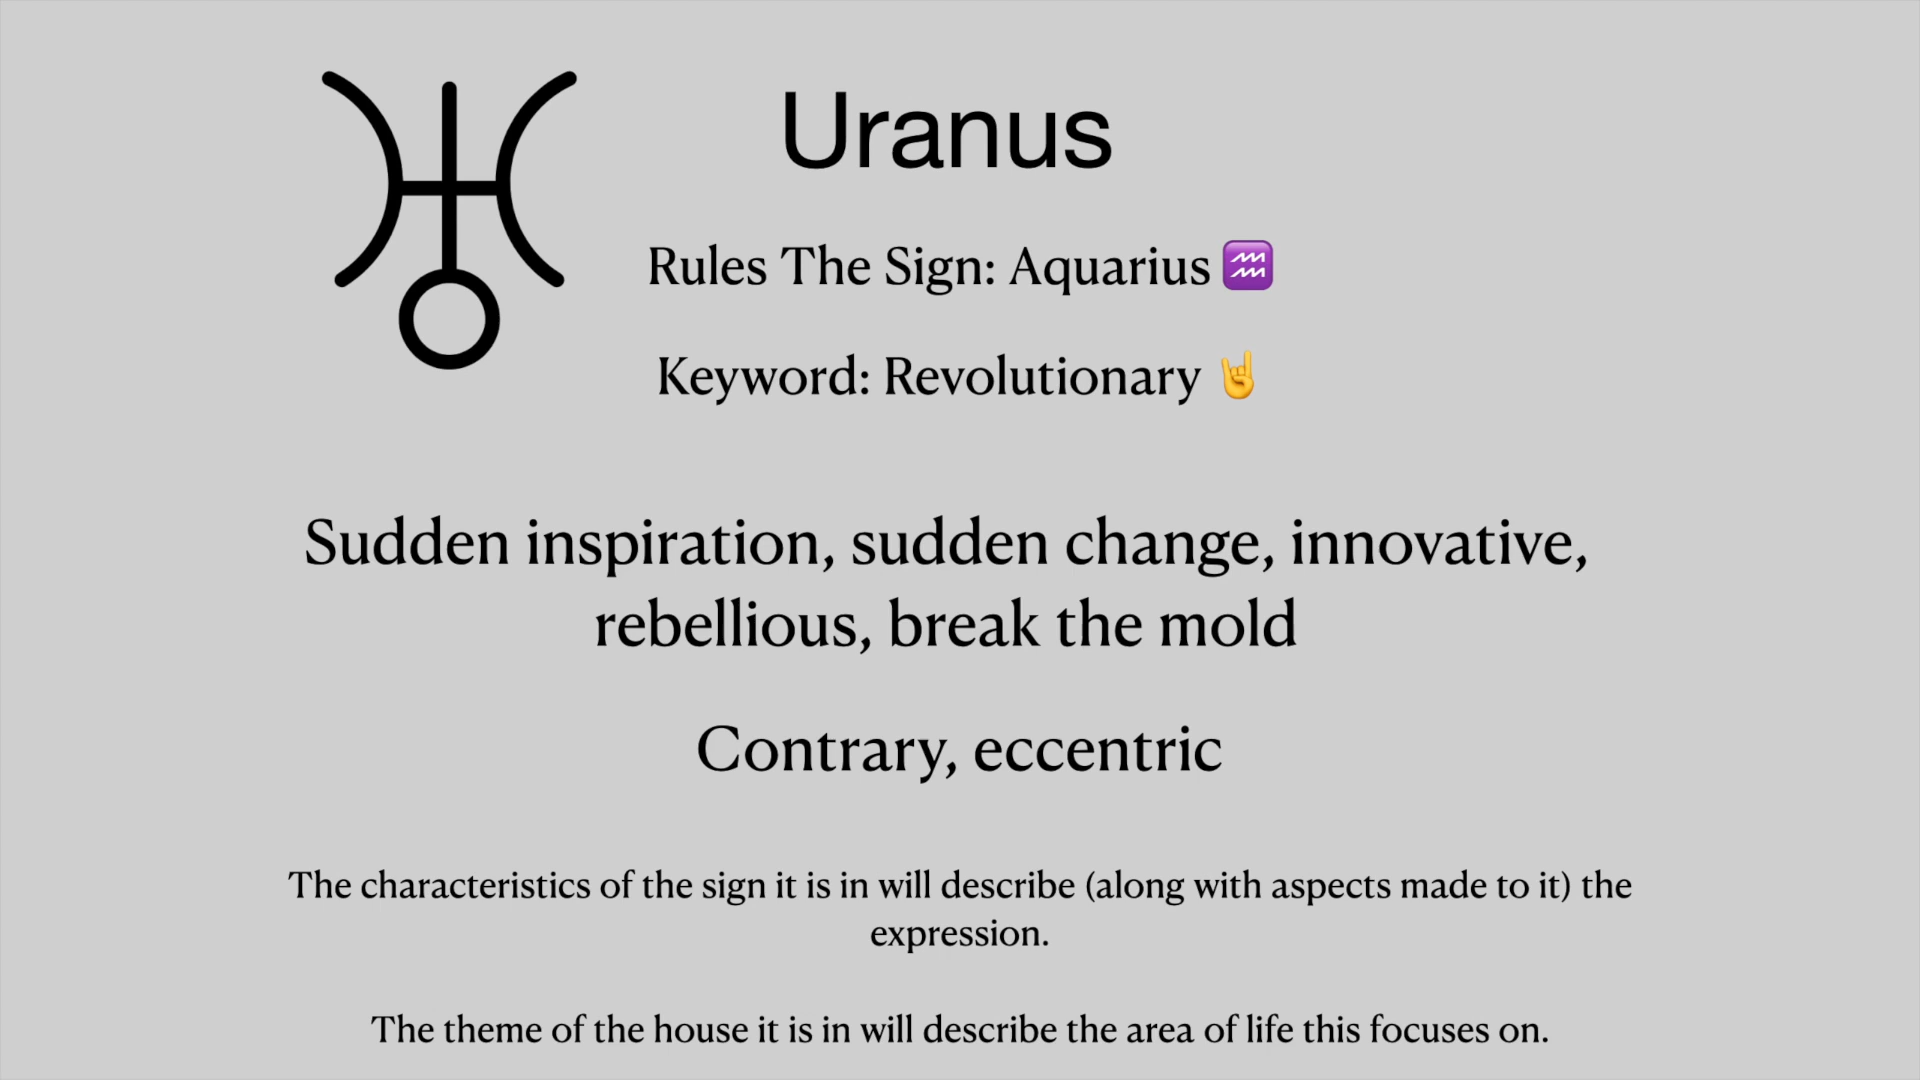 Uranus
Rules The Sign: Aquarius ♒
Keyword: Revolutionary 🤘
Sudden inspiration, sudden change, innovative,
rebellious, break the mold
Contrary, eccentric
The characteristics of the sign it is in will describe (along with aspects made to it) the
expression.
The theme of the house it is in will describe the area of life this focuses on.